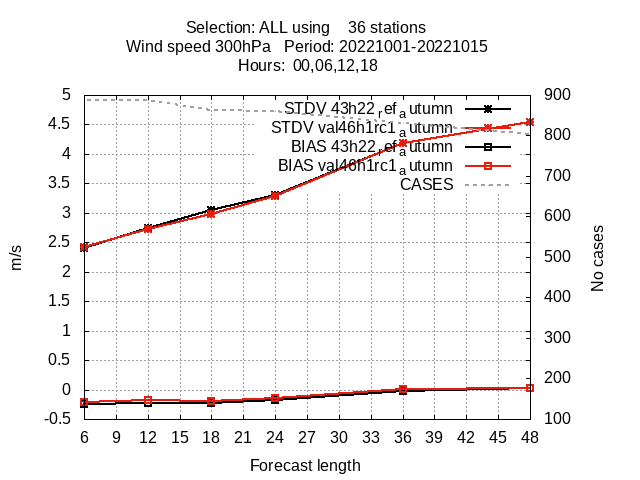 Selection: ALL using 36 stations
Wind speed 300hPa Period: 20221001-20221015
Hours: 00,06,12,18
STDV 43h22_ref_autumn
STDV val46h1rc1_autumn
BIAS 43h22_ref_autumn
BIAS val46h1rc1_autumn
CASES
5
4.5
4
3.5
3
2.5
2
1.5
1
0.5
0
-0.5
m/s
900
800
700
600
500
400
300
200
100
No cases
6 9 12 15 18 21 24 27 30 33 36 39 42 45 48
Forecast length